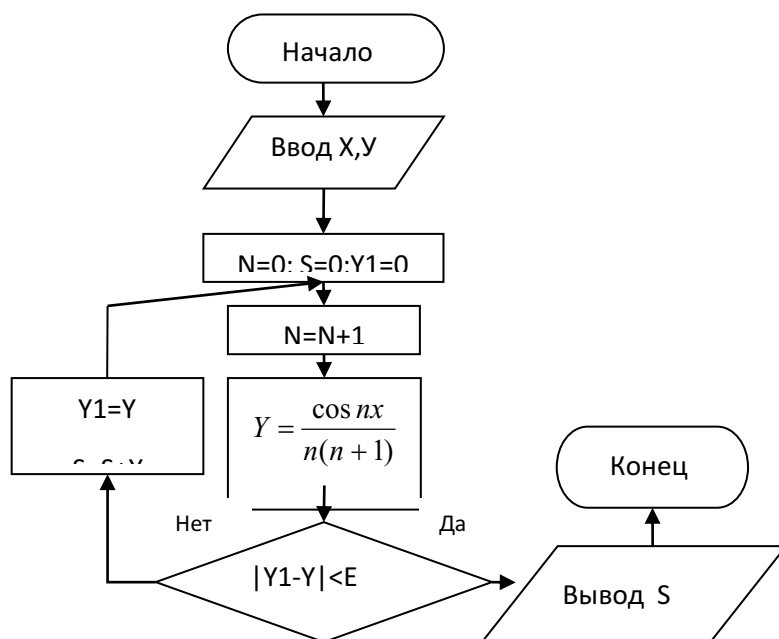 Начало
Ввод Х,У
N=0; S=0;Y1=0
N=N+1
Y1=Y
Y = cos nx / n(n + 1)
Конец
Нет
Да
|Y1-Y|<E
Вывод S